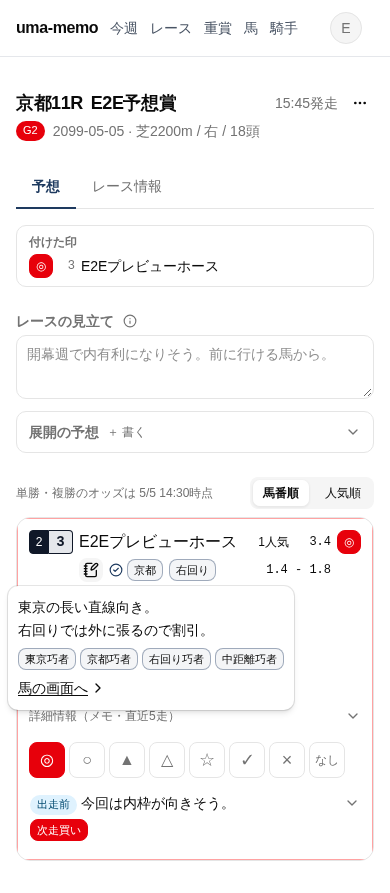 uma-memo 今週 レース 重賞 馬 騎手 E
京都11R E2E予想賞 15:45発走 …
G2 2099-05-05 · 芝2200m / 右 / 18頭
予想 レース情報
付けた印
◎ 3 E2Eプレビューホース
レースの見立て
開幕週で内有利になりそう。前に行ける馬から。
展開の予想 + 書く
単勝・複勝のオッズは 5/5 14:30時点 馬番順 人気順
2 3 E2Eプレビューホース 1人気 3.4 ◎
京都 右回り 1.4 - 1.8
東京の長い直線向き。
右回りでは外に張るので割引。
東京巧者 京都巧者 右回り巧者 中距離巧者
馬の画面へ
詳細情報（メモ・直近5走）
◎ ○ ▲ △ ☆ ✓ × なし
出走前 今回は内枠が向きそう。
次走買い